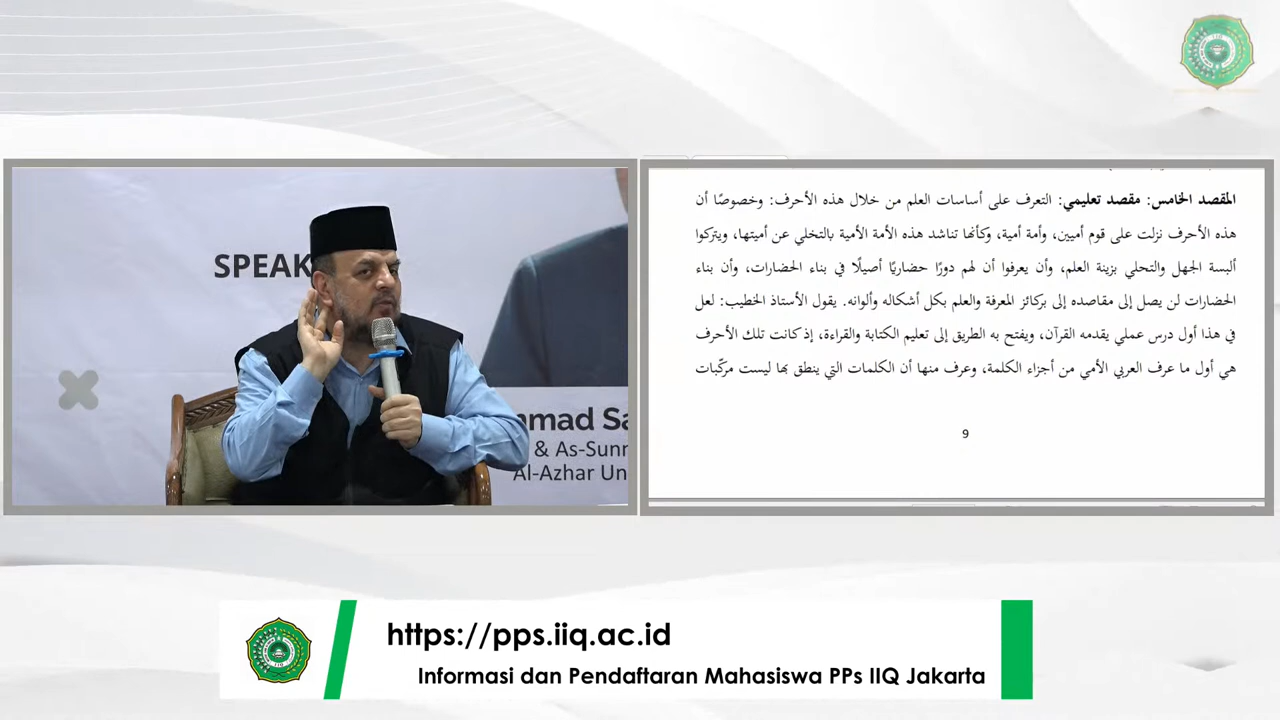 SPEAK
mmad Sa
& As-Sunn
Al-Azhar Un
المقصد الخامس: مقصد تعليمي: التعرف على أساسات العلم من خلال هذه الأحرف: وخصوصًا أن
هذه الأحرف نزلت على قوم أميين، وأمة أمية، وكأنها تناشد هذه الأمة الأمية بالتخلي عن أميتها، ويتركوا
ألبسة الجهل والتحلي بزينة العلم، وأن يعرفوا أن لهم دورًا حضاريًا أصيلًا في بناء الحضارات، وأن بناء
الحضارات لن يصل إلى مقاصده إلى بركائز المعرفة والعلم بكل أشكاله وألوانه. يقول الأستاذ الخطيب: لعل
في هذا أول درس عملي يقدمه القرآن، ويفتح به الطريق إلى تعليم الكتابة والقراءة، إذ كانت تلك الأحرف
هي أول ما عرف العربي الأمي من أجزاء الكلمة، وعرف منها أن الكلمات التي ينطق بها ليست مركّبات
9
https://pps.iiq.ac.id
Informasi dan Pendaftaran Mahasiswa PPs IIQ Jakarta